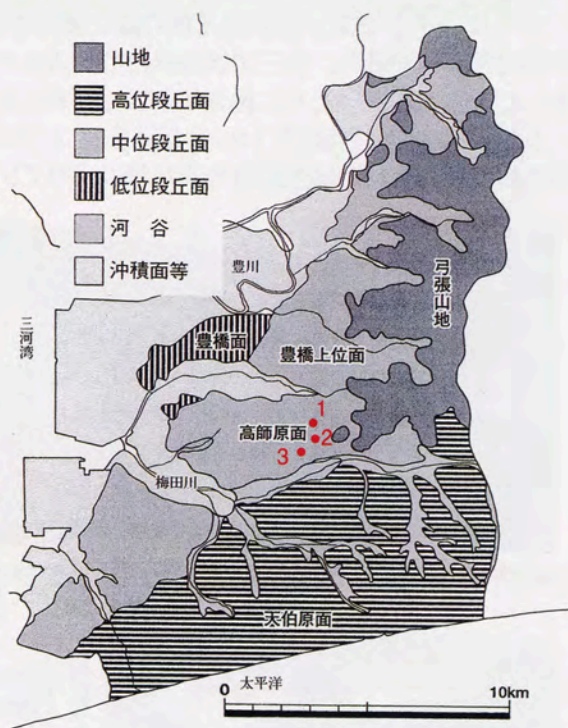 山地
高位段丘面
中位段丘面
低位段丘面
河 谷
沖積面等
豊川
三河湾
弓張山地
豊橋面
豊橋上位面
高師原面
1
2
3
梅田川
天伯原面
太平洋
0
10km